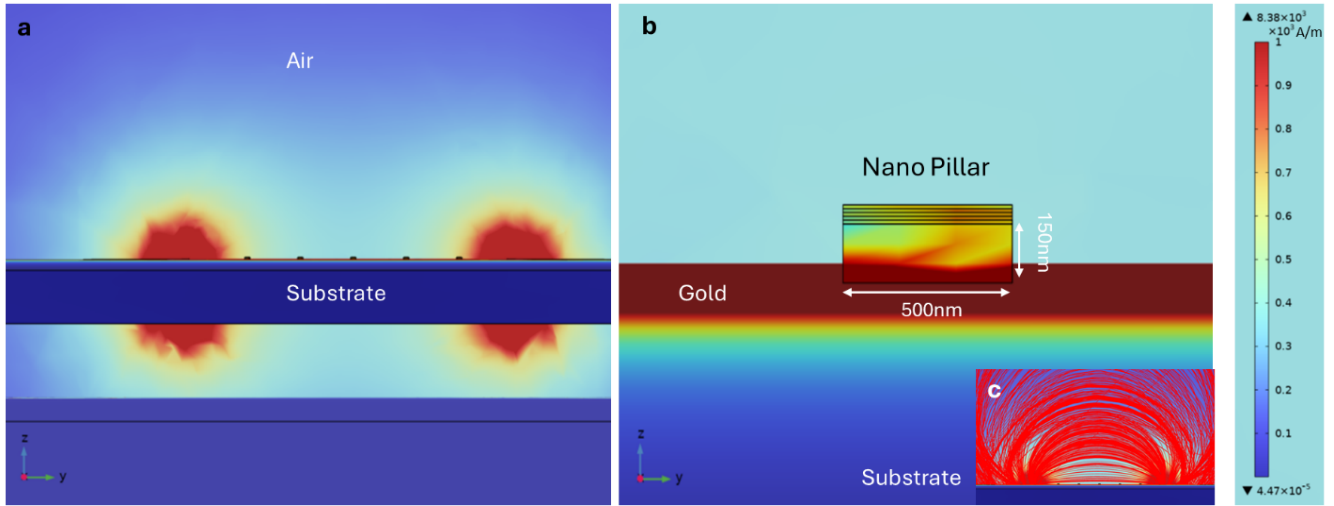 a
Air
Substrate
z
y
b
Nano Pillar
150nm
Gold
500nm
z
y
Substrate
c
▲ 8.38×10³
×10³ A/m
1
0.9
0.8
0.7
0.6
0.5
0.4
0.3
0.2
0.1
▼ 4.47×10⁻⁵